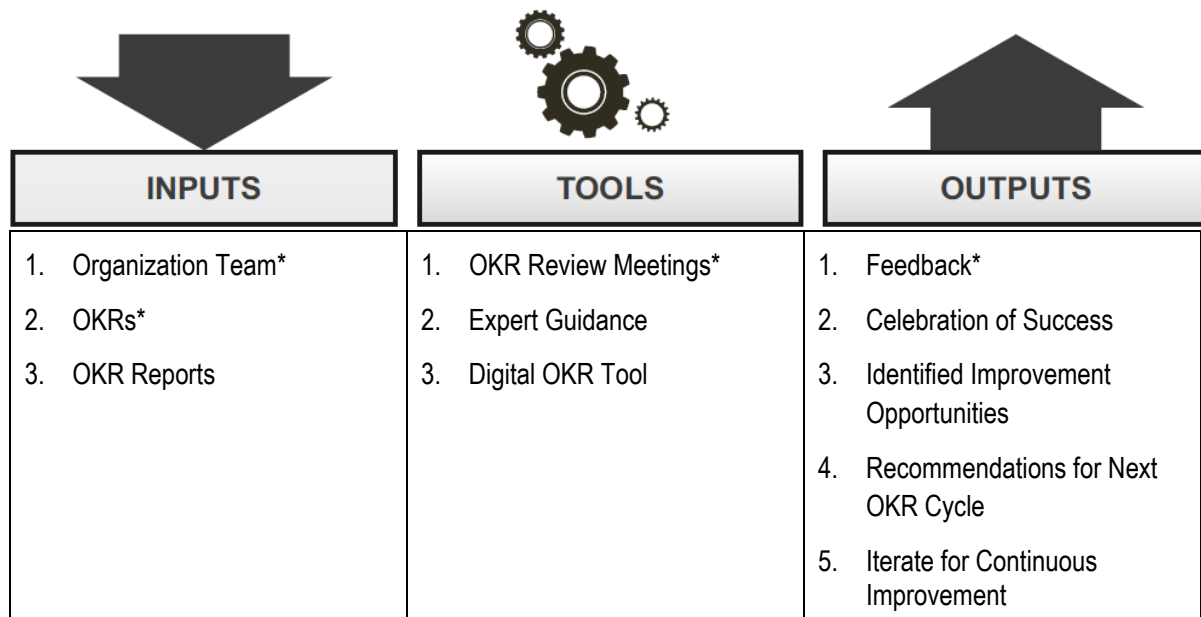 INPUTS
TOOLS
OUTPUTS
1. Organization Team*
2. OKRs*
3. OKR Reports
1. OKR Review Meetings*
2. Expert Guidance
3. Digital OKR Tool
1. Feedback*
2. Celebration of Success
3. Identified Improvement
Opportunities
4. Recommendations for Next
OKR Cycle
5. Iterate for Continuous
Improvement